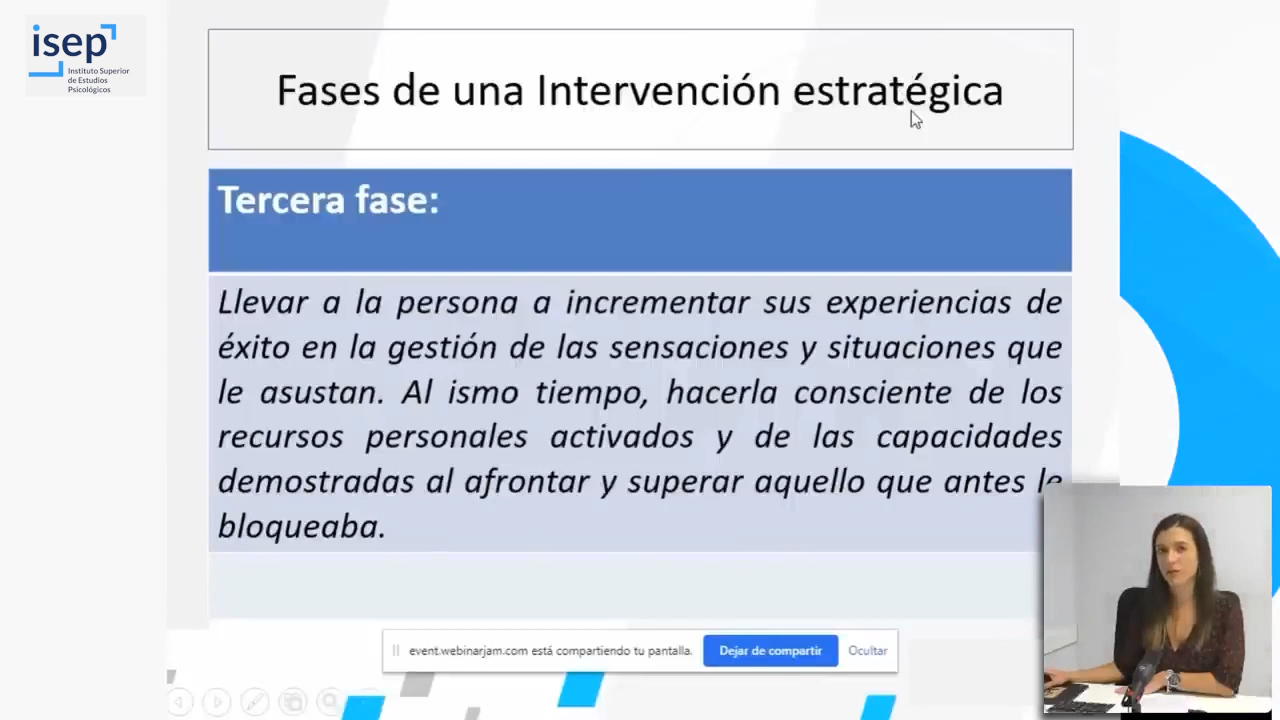 isep
Instituto Superior
de Estudios
Psicológicos
Fases de una Intervención estratégica
Tercera fase:
Llevar a la persona a incrementar sus experiencias de
éxito en la gestión de las sensaciones y situaciones que
le asustan. Al ismo tiempo, hacerla consciente de los
recursos personales activados y de las capacidades
demostradas al afrontar y superar aquello que antes le
bloqueaba.
event.webinarjam.com está compartiendo tu pantalla.
Dejar de compartir
Ocultar